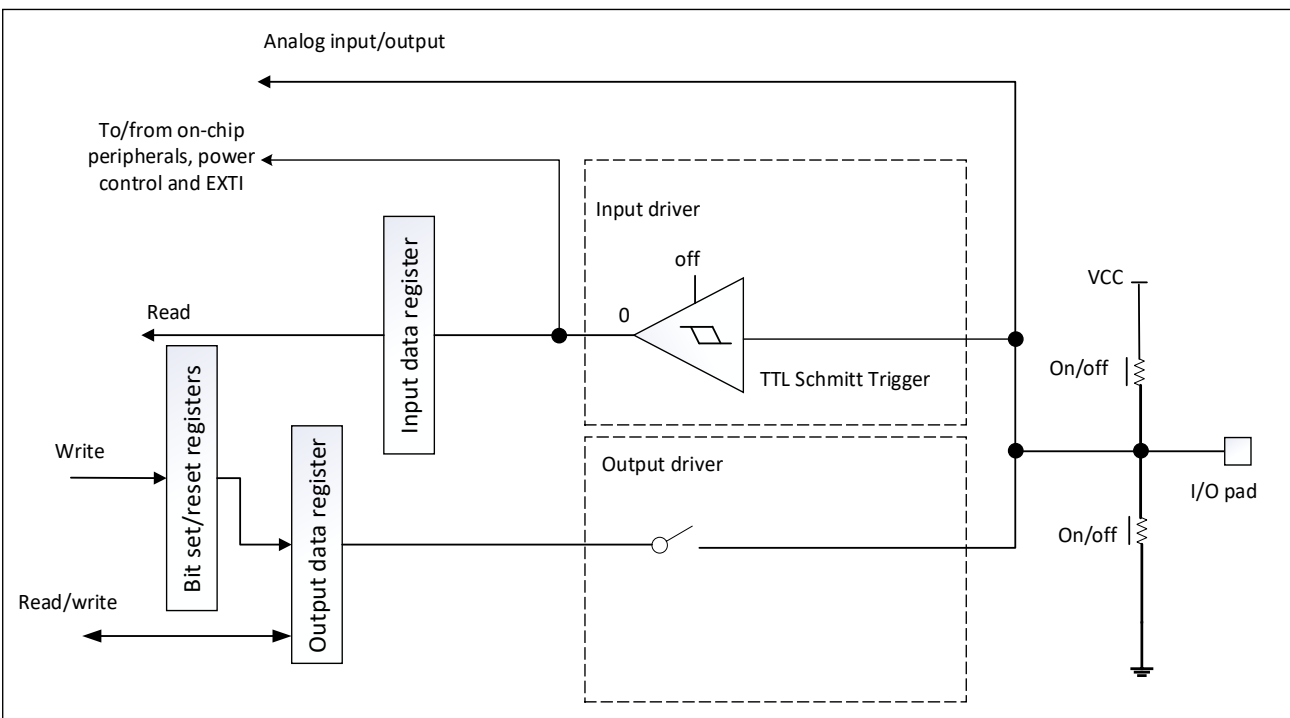 Analog input/output
To/from on-chip
peripherals, power
control and EXTI
Input driver
off
0
TTL Schmitt Trigger
Input data register
Read
VCC
On/off
Bit set/reset registers
Write
Output data register
Output driver
I/O pad
On/off
Read/write